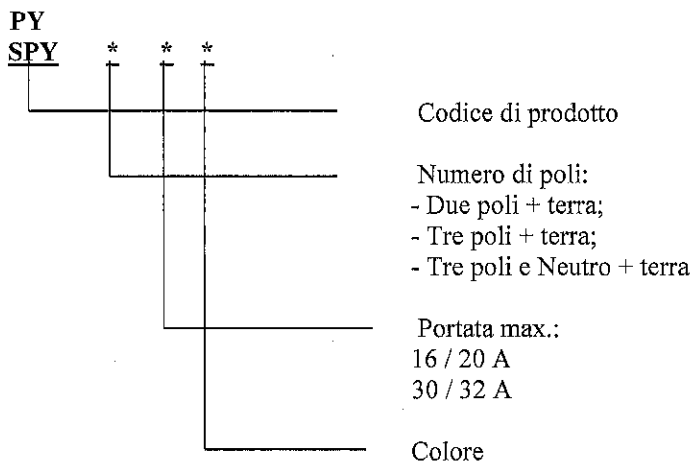 PY
SPY * * *
Codice di prodotto
Numero di poli:
- Due poli + terra;
- Tre poli + terra;
- Tre poli e Neutro + terra
Portata max.:
16 / 20 A
30 / 32 A
Colore